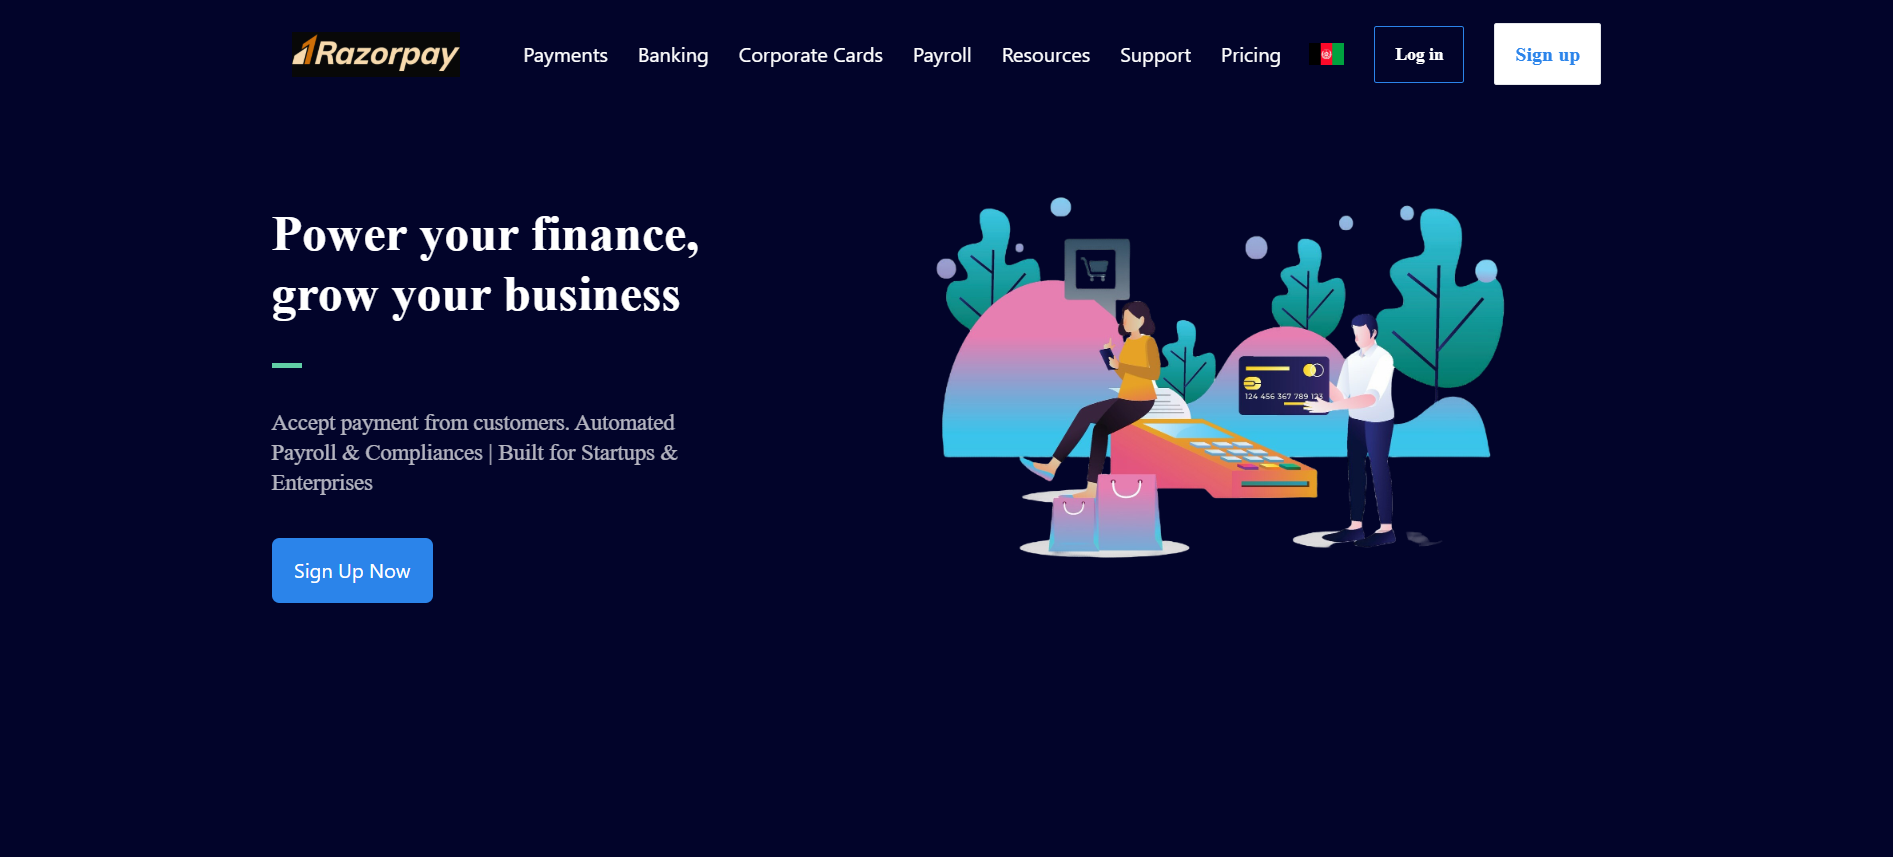 Razorpay
Payments Banking Corporate Cards Payroll Resources Support Pricing Log in Sign up
Power your finance,
grow your business
Accept payment from customers. Automated
Payroll & Compliances | Built for Startups &
Enterprises
Sign Up Now
124 456 367 789 123